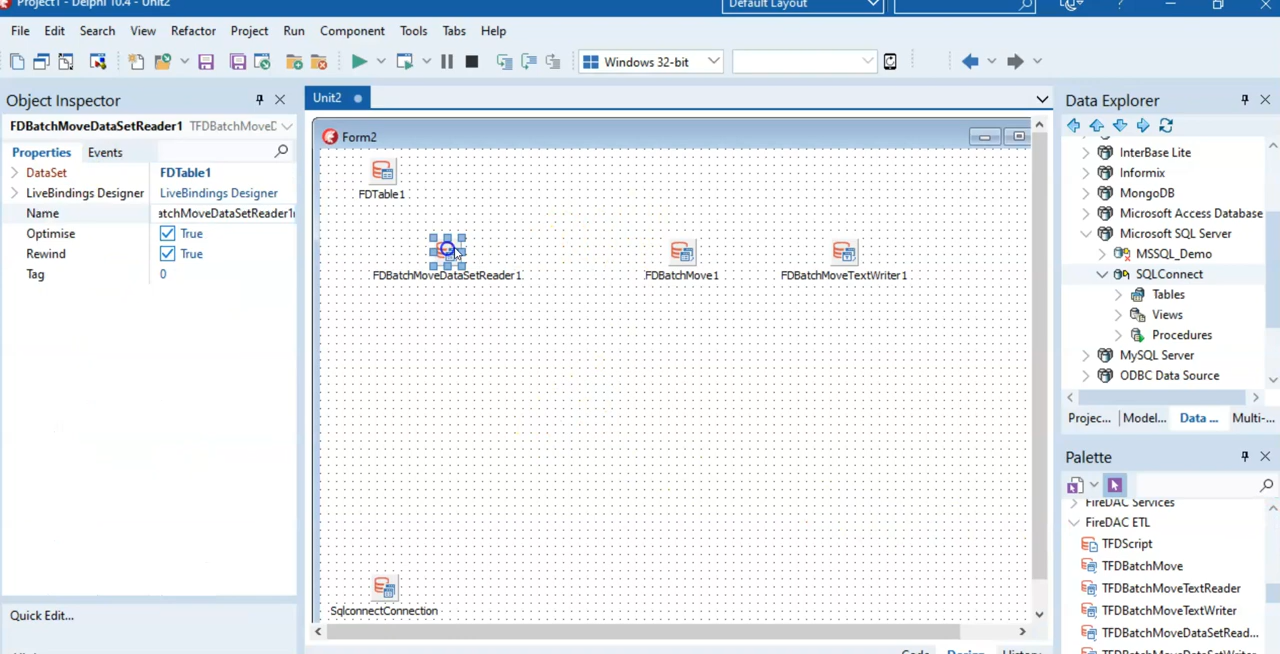 Project1 - Delphi 10.4 - Unit2
Default Layout
File Edit Search View Refactor Project Run Component Tools Tabs Help
Windows 32-bit
Object Inspector
FDBatchMoveDataSetReader1 TFDBatchMoveD
Properties Events
DataSet FDTable1
LiveBindings Designer LiveBindings Designer
Name atchMoveDataSetReader1
Optimise True
Rewind True
Tag 0
Quick Edit...
Unit2
Form2
FDTable1
FDBatchMoveDataSetReader1
FDBatchMove1
FDBatchMoveTextWriter1
SqlconnectConnection
Code Design History
Data Explorer
InterBase Lite
Informix
MongoDB
Microsoft Access Database
Microsoft SQL Server
MSSQL_Demo
SQLConnect
Tables
Views
Procedures
MySQL Server
ODBC Data Source
Projec... Model... Data ... Multi-...
Palette
FireDAC Services
FireDAC ETL
TFDScript
TFDBatchMove
TFDBatchMoveTextReader
TFDBatchMoveTextWriter
TFDBatchMoveDataSetRead...
TFDBatchMoveDataSetWriter